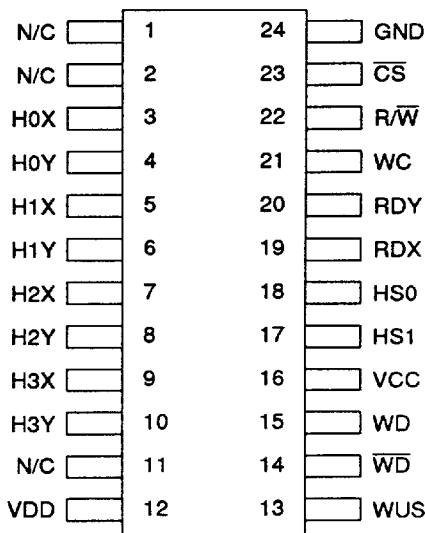 N/C 1 24 GND
N/C 2 23 C̅S̅
H0X 3 22 R/W̅
H0Y 4 21 WC
H1X 5 20 RDY
H1Y 6 19 RDX
H2X 7 18 HS0
H2Y 8 17 HS1
H3X 9 16 VCC
H3Y 10 15 WD
N/C 11 14 W̅D̅
VDD 12 13 WUS